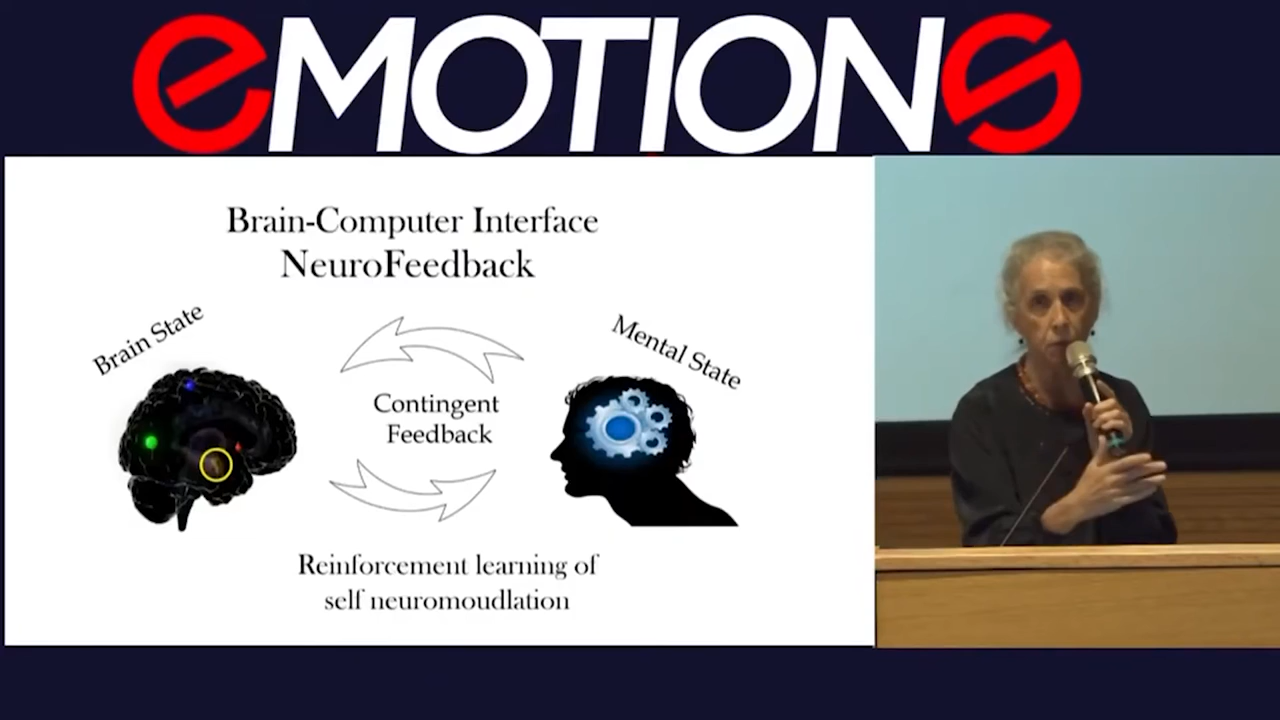 eMOTIONS
Brain-Computer Interface
NeuroFeedback
Brain State
Mental State
Contingent
Feedback
Reinforcement learning of
self neuromoudlation